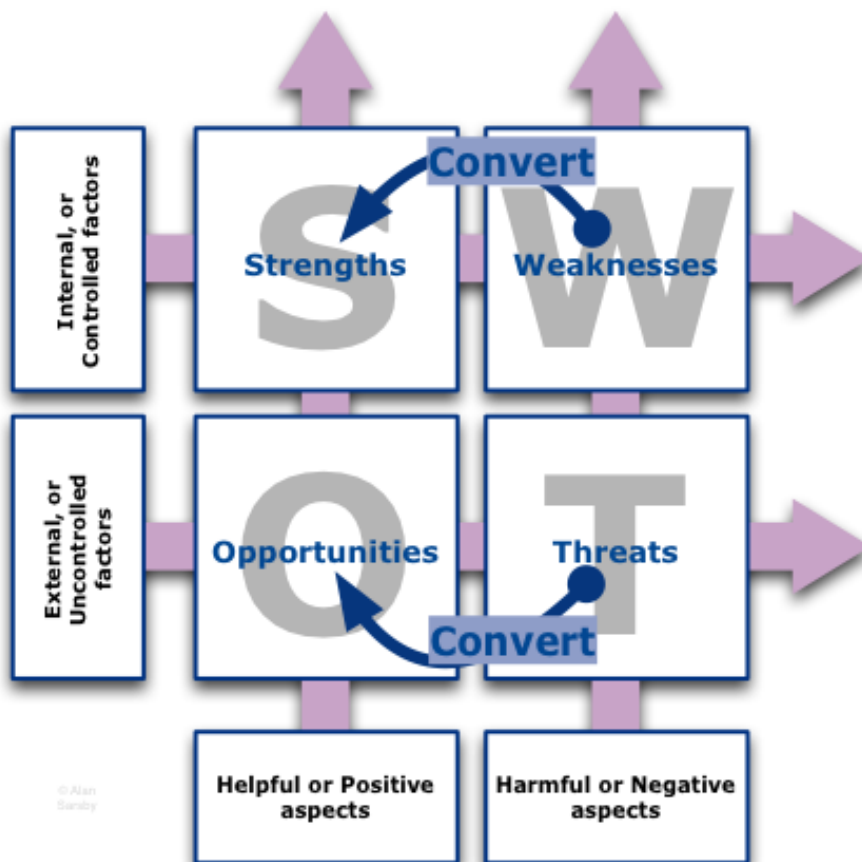 Internal, or
Controlled factors
S
Strengths
Convert
W
Weaknesses
External, or
Uncontrolled
factors
O
Opportunities
Convert
T
Threats
Helpful or Positive
aspects
Harmful or Negative
aspects
© Alan